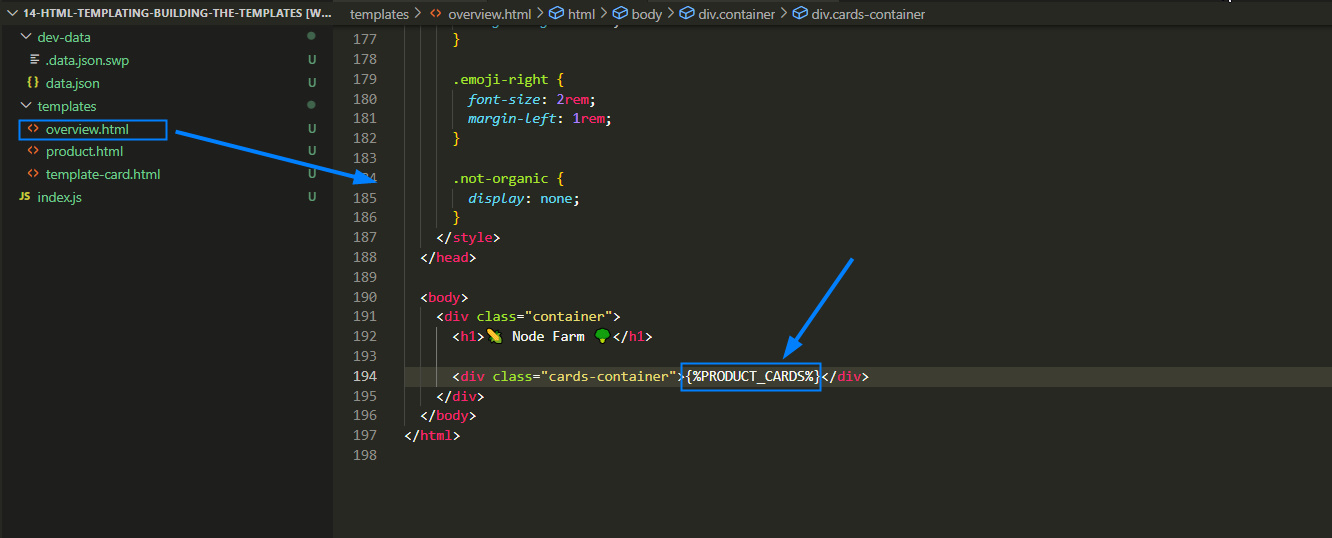 14-HTML-TEMPLATING-BUILDING-THE-TEMPLATES [W...
dev-data
.data.json.swp U
{} data.json U
templates
<> overview.html U
<> product.html U
<> template-card.html U
JS index.js U
templates > <> overview.html > html > body > div.container > div.cards-container
177 }
178
179 .emoji-right {
180 font-size: 2rem;
181 margin-left: 1rem;
182 }
183
184 .not-organic {
185 display: none;
186 }
187 </style>
188 </head>
189
190 <body>
191 <div class="container">
192 <h1>🌽 Node Farm 🥦</h1>
193
194 <div class="cards-container">{%PRODUCT_CARDS%}</div>
195 </div>
196 </body>
197 </html>
198